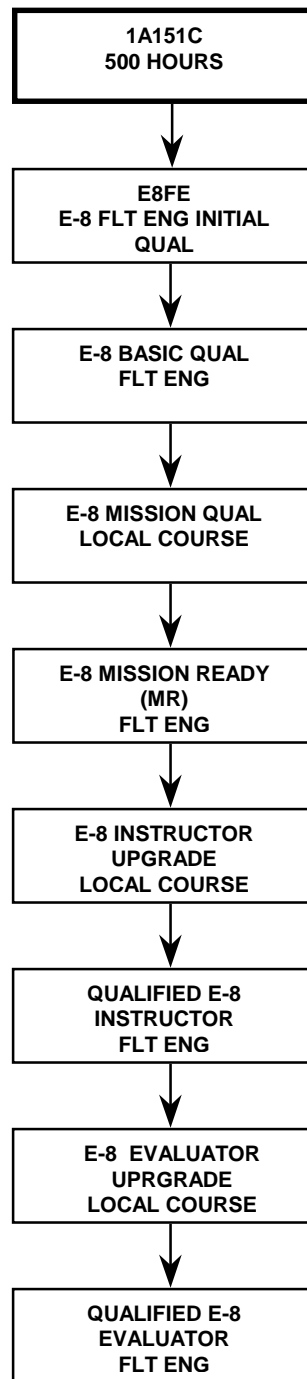 1A151C
500 HOURS
E8FE
E-8 FLT ENG INITIAL
QUAL
E-8 BASIC QUAL
FLT ENG
E-8 MISSION QUAL
LOCAL COURSE
E-8 MISSION READY
(MR)
FLT ENG
E-8 INSTRUCTOR
UPGRADE
LOCAL COURSE
QUALIFIED E-8
INSTRUCTOR
FLT ENG
E-8 EVALUATOR
UPRGRADE
LOCAL COURSE
QUALIFIED E-8
EVALUATOR
FLT ENG